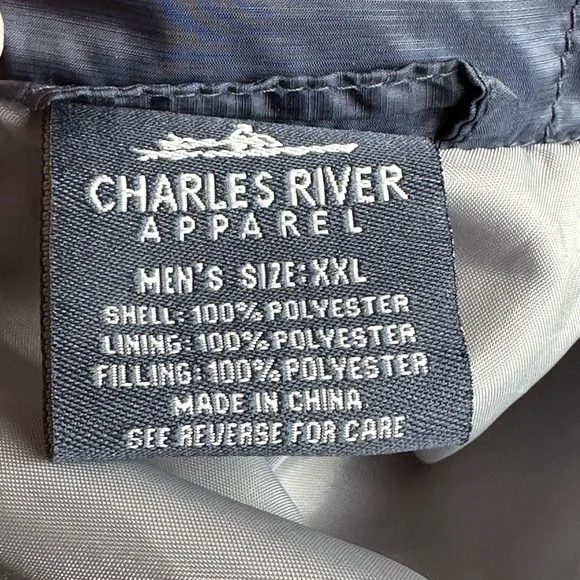 CHARLES RIVER
APPAREL
MEN'S SIZE: XXL
SHELL: 100% POLYESTER
LINING: 100% POLYESTER
FILLING: 100% POLYESTER
MADE IN CHINA
SEE REVERSE FOR CARE